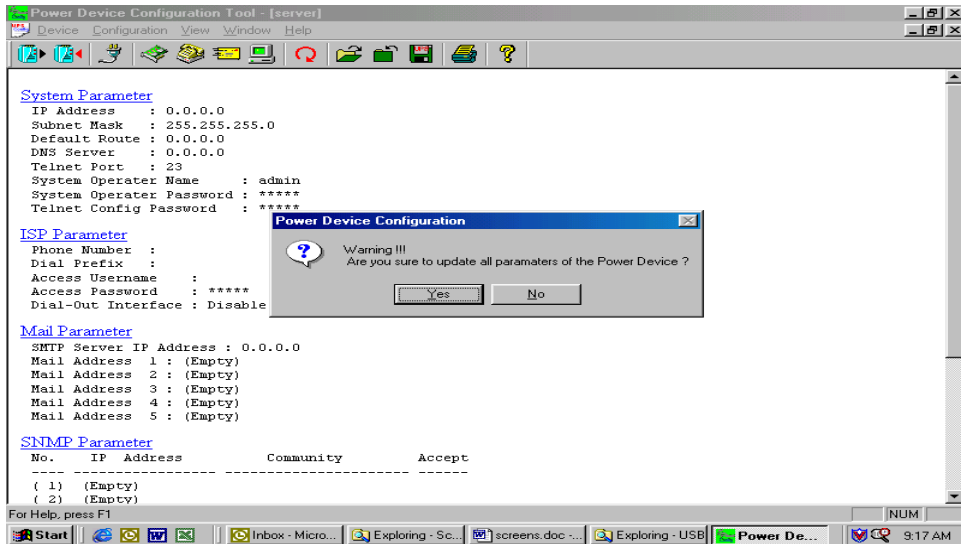 Power Device Configuration Tool - [server]
Device Configuration View Window Help
System Parameter
IP Address : 0.0.0.0
Subnet Mask : 255.255.255.0
Default Route : 0.0.0.0
DNS Server : 0.0.0.0
Telnet Port : 23
System Operater Name : admin
System Operater Password : *****
Telnet Config Password : *****
ISP Parameter
Phone Number :
Dial Prefix :
Access Username :
Access Password : *****
Dial-Out Interface : Disable
Power Device Configuration
Warning !!!
Are you sure to update all paramaters of the Power Device ?
Yes No
Mail Parameter
SMTP Server IP Address : 0.0.0.0
Mail Address 1 : (Empty)
Mail Address 2 : (Empty)
Mail Address 3 : (Empty)
Mail Address 4 : (Empty)
Mail Address 5 : (Empty)
SNMP Parameter
No. IP Address Community Accept
---- ----------------- ---------------------- ------
( 1) (Empty)
( 2) (Empty)
For Help, press F1 NUM
Start Inbox - Micro... Exploring - Sc... screens.doc -... Exploring - USB Power De... 9:17 AM